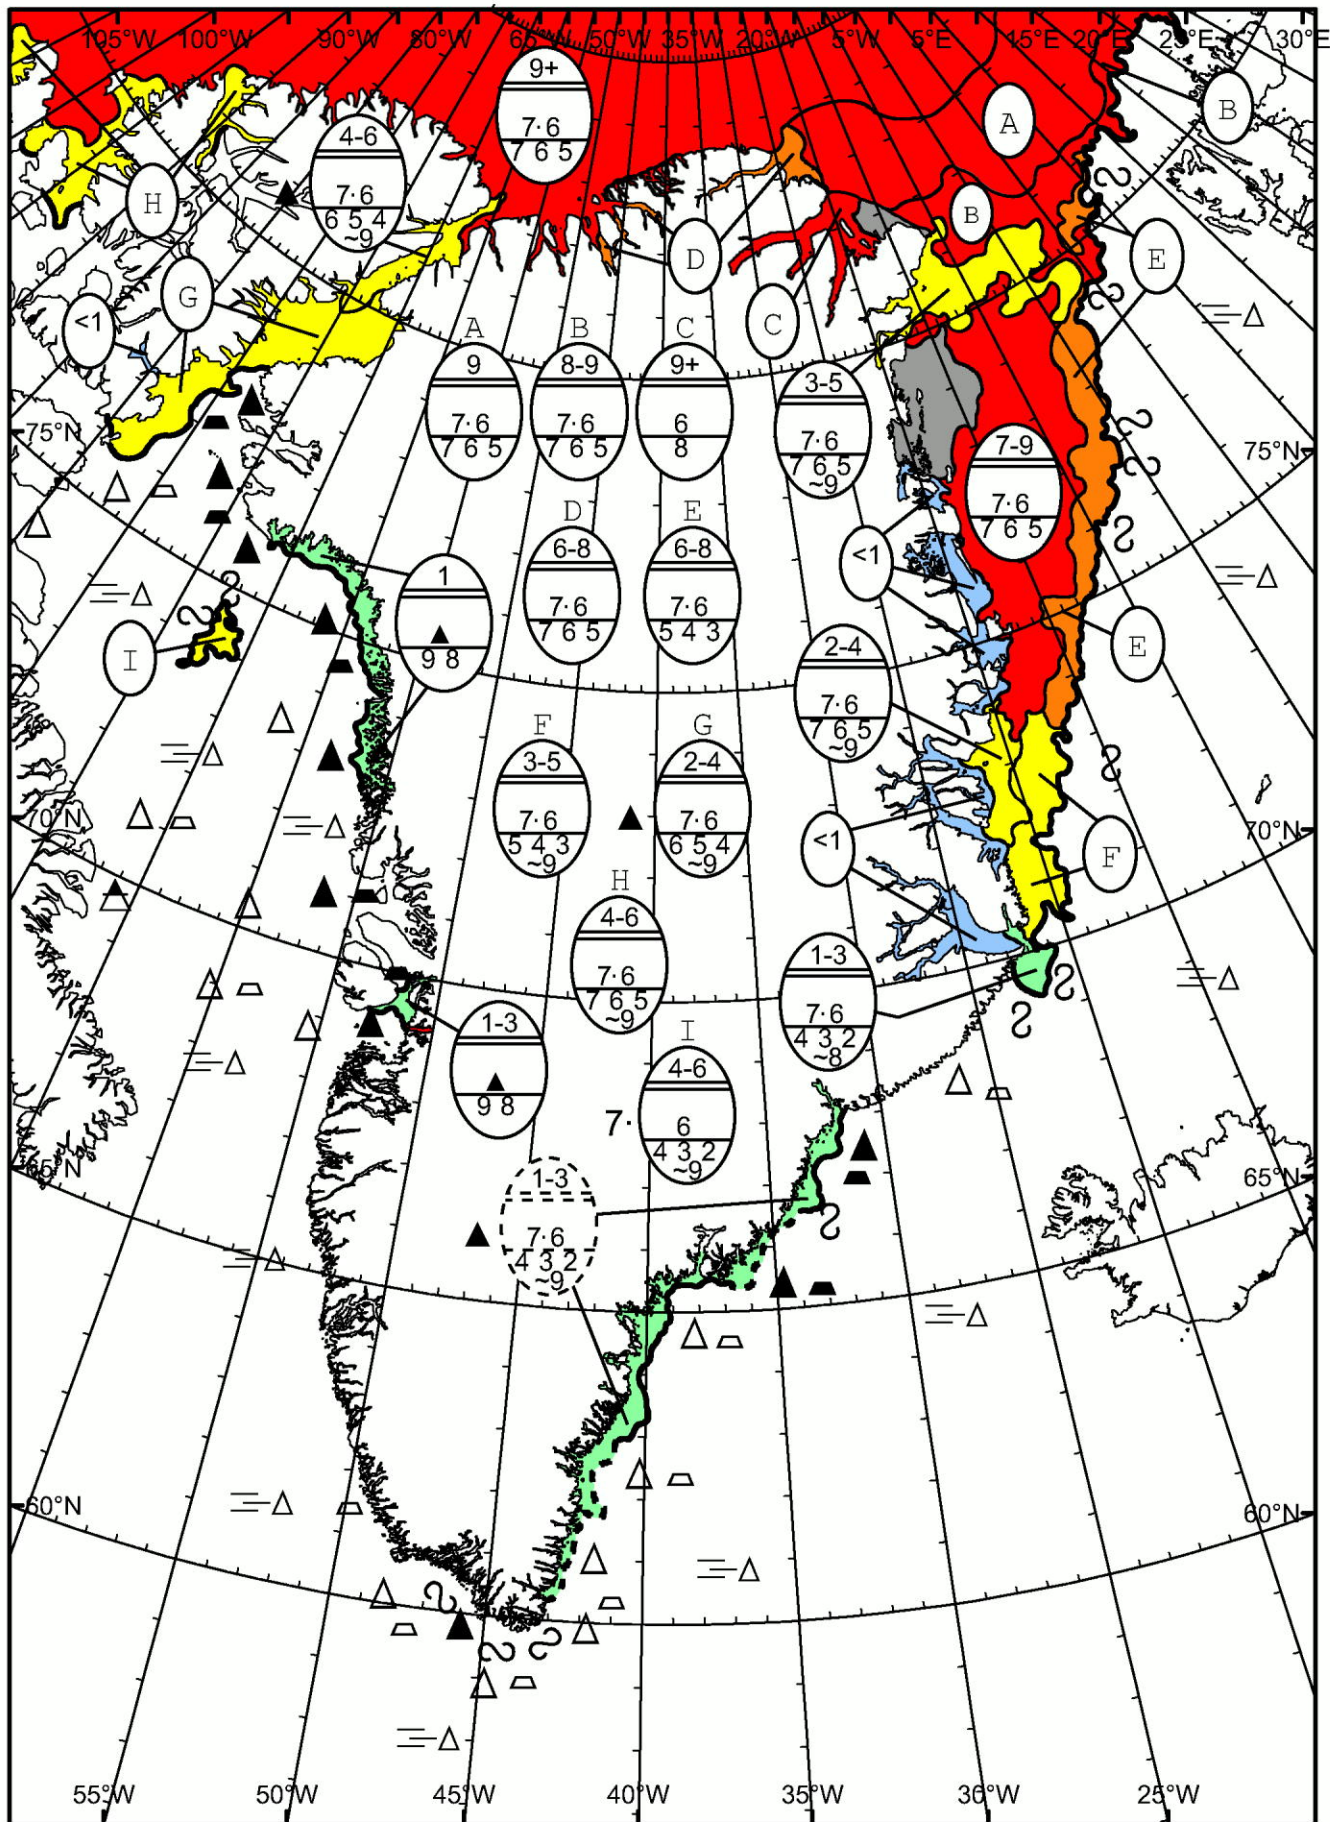 105°W 100°W 90°W 80°W 65°W 50°W 35°W 20°W 5°W 5°E 15°E 20°E 25°E 30°E
9+
7·6
7 6 5
4-6
7·6
6 5 4
~9
A
B
B
H
D
E
G
<1
C
A
9
7·6
7 6 5
B
8-9
7·6
7 6 5
C
9+
6
8
3-5
7·6
7 6 5
~9
75°N
75°N
7-9
7·6
7 6 5
D
6-8
7·6
7 6 5
E
6-8
7·6
5 4 3
<1
1
9 8
I
E
2-4
7·6
7 6 5
~9
F
3-5
7·6
5 4 3
~9
G
2-4
7·6
6 5 4
~9
70°N
70°N
<1
F
H
4-6
7·6
7 6 5
~9
1-3
7·6
4 3 2
~8
1-3
9 8
I
4-6
7·
6
4 3 2
~9
65°N
65°N
1-3
7·6
4 3 2
~9
60°N
60°N
55°W 50°W 45°W 40°W 35°W 30°W 25°W